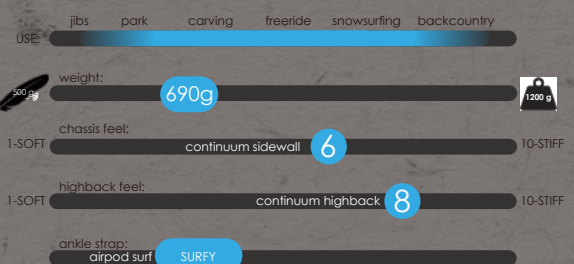 jibs park carving freeride snowsurfing backcountry
USE:
weight:
500 g
690g
1200 g
chassis feel:
1-SOFT continuum sidewall 6 10-STIFF
highback feel:
1-SOFT continuum highback 8 10-STIFF
ankle strap:
airpod surf SURFY